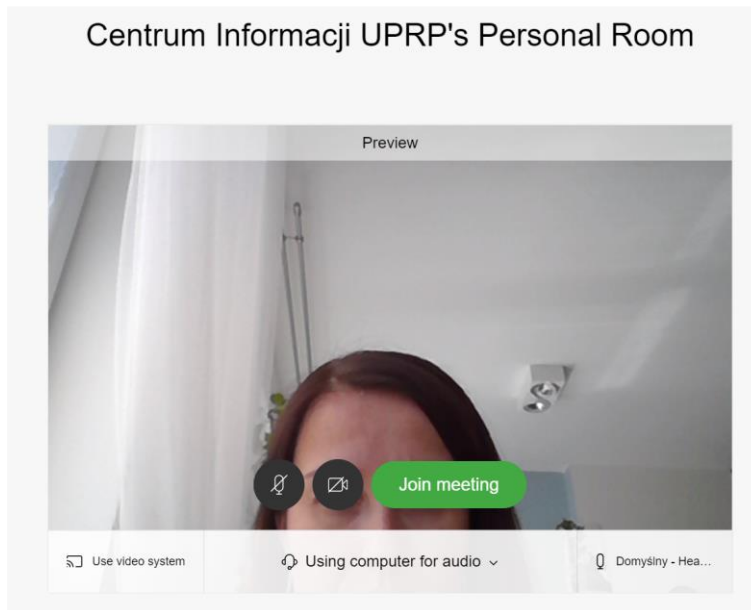 Centrum Informacji UPRP's Personal Room
Preview
Join meeting
Use video system
Using computer for audio
Domyślny - Hea...